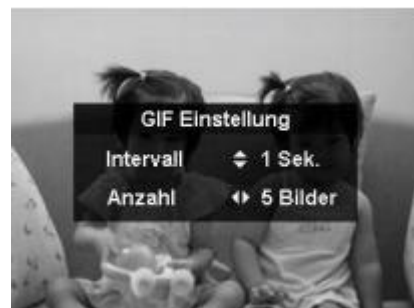 GIF Einstellung
Intervall 1 Sek.
Anzahl 5 Bilder